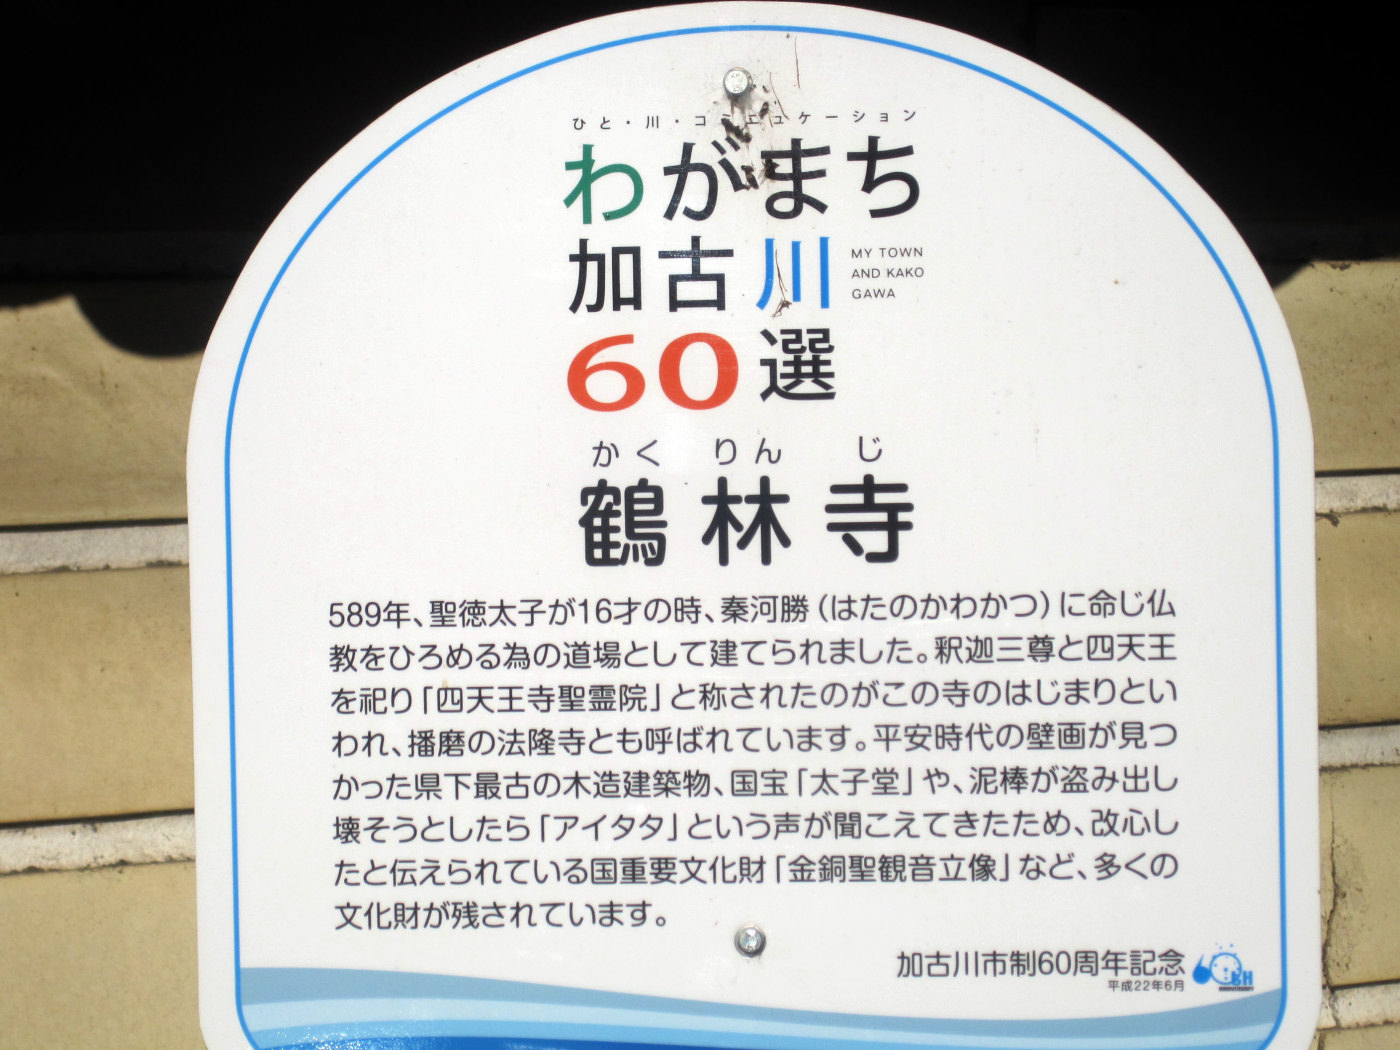 ひと・川・コミュニケーション
わがまち
加古川
MY TOWN
AND KAKO
GAWA
60選
かく りん じ
鶴林寺
589年、聖徳太子が16才の時、秦河勝（はたのかわかつ）に命じ仏
教をひろめる為の道場として建てられました。釈迦三尊と四天王
を祀り「四天王寺聖霊院」と称されたのがこの寺のはじまりとい
われ、播磨の法隆寺とも呼ばれています。平安時代の壁画が見つ
かった県下最古の木造建築物、国宝「太子堂」や、泥棒が盗み出し
壊そうとしたら「アイタタ」という声が聞こえてきたため、改心し
たと伝えられている国重要文化財「金銅聖観音立像」など、多くの
文化財が残されています。
加古川市制60周年記念
平成22年6月